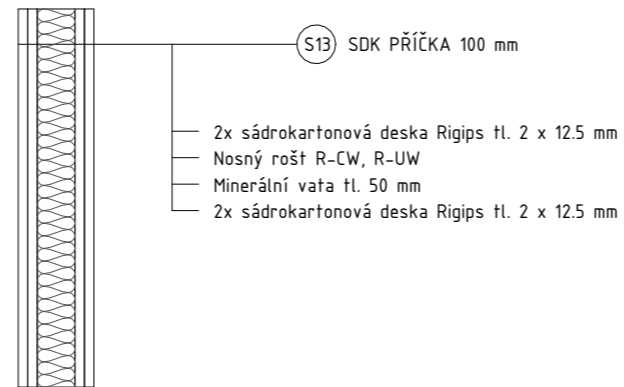 S13 SDK PŘÍČKA 100 mm
2x sádrokartonová deska Rigips tl. 2 x 12.5 mm
Nosný rošt R-CW, R-UW
Minerální vata tl. 50 mm
2x sádrokartonová deska Rigips tl. 2 x 12.5 mm